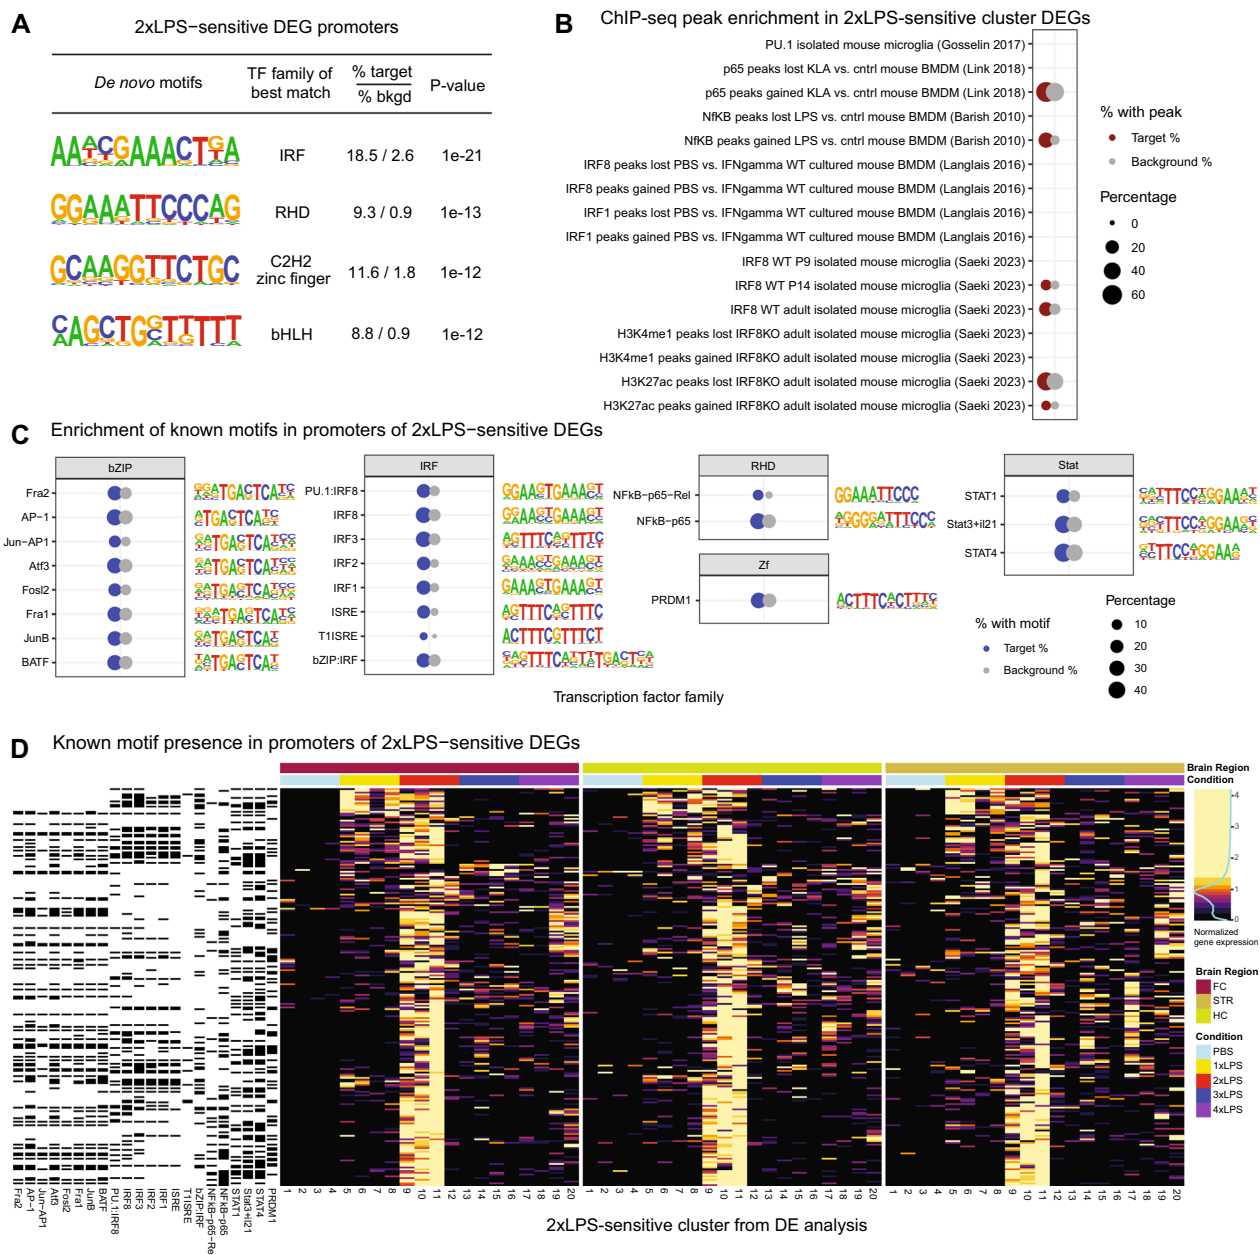 A
2xLPS−sensitive DEG promoters
De novo motifs
TF family of best match
% target
% bkgd
P-value
AAACGAAACTGA
IRF
18.5 / 2.6
1e-21
GGAAATTCCCAG
RHD
9.3 / 0.9
1e-13
GCAAGGTTCTGC
C2H2 zinc finger
11.6 / 1.8
1e-12
CAGCTGGTTTTT
bHLH
8.8 / 0.9
1e-12
B
ChIP-seq peak enrichment in 2xLPS-sensitive cluster DEGs
PU.1 isolated mouse microglia (Gosselin 2017)
p65 peaks lost KLA vs. cntrl mouse BMDM (Link 2018)
p65 peaks gained KLA vs. cntrl mouse BMDM (Link 2018)
NfKB peaks lost LPS vs. cntrl mouse BMDM (Barish 2010)
NfKB peaks gained LPS vs. cntrl mouse BMDM (Barish 2010)
IRF8 peaks lost PBS vs. IFNgamma WT cultured mouse BMDM (Langlais 2016)
IRF8 peaks gained PBS vs. IFNgamma WT cultured mouse BMDM (Langlais 2016)
IRF1 peaks lost PBS vs. IFNgamma WT cultured mouse BMDM (Langlais 2016)
IRF1 peaks gained PBS vs. IFNgamma WT cultured mouse BMDM (Langlais 2016)
IRF8 WT P9 isolated mouse microglia (Saeki 2023)
IRF8 WT P14 isolated mouse microglia (Saeki 2023)
IRF8 WT adult isolated mouse microglia (Saeki 2023)
H3K4me1 peaks lost IRF8KO adult isolated mouse microglia (Saeki 2023)
H3K4me1 peaks gained IRF8KO adult isolated mouse microglia (Saeki 2023)
H3K27ac peaks lost IRF8KO adult isolated mouse microglia (Saeki 2023)
H3K27ac peaks gained IRF8KO adult isolated mouse microglia (Saeki 2023)
% with peak
Target %
Background %
Percentage
0
20
40
60
C
Enrichment of known motifs in promoters of 2xLPS−sensitive DEGs
bZIP
Fra2
AP-1
Jun-AP1
Atf3
Fosl2
Fra1
JunB
BATF
IRF
PU.1:IRF8
IRF8
IRF3
IRF2
IRF1
ISRE
T1ISRE
bZIP:IRF
RHD
NFkB-p65-Rel
GGAAATTCCC
NFkB-p65
Zf
PRDM1
Stat
STAT1
Stat3+il21
STAT4
% with motif
Target %
Background %
Percentage
10
20
30
40
Transcription factor family
D
Known motif presence in promoters of 2xLPS−sensitive DEGs
Brain Region
Condition
4
3
2
1
0
Normalized gene expression
Brain Region
FC
STR
HC
Condition
PBS
1xLPS
2xLPS
3xLPS
4xLPS
Fra2 AP-1 Jun-AP1 Atf3 Fosl2 Fra1 JunB BATF PU.1:IRF8 IRF8 IRF3 IRF2 IRF1 ISRE T1ISRE bZIP:IRF NFkB-p65-Re NFkB-p65 STAT1 Stat3+il21 STAT4 PRDM1
1 2 3 4 5 6 7 8 9 10 11 12 13 14 15 16 17 18 19 20
1 2 3 4 5 6 7 8 9 10 11 12 13 14 15 16 17 18 19 20
1 2 3 4 5 6 7 8 9 10 11 12 13 14 15 16 17 18 19 20
2xLPS-sensitive cluster from DE analysis